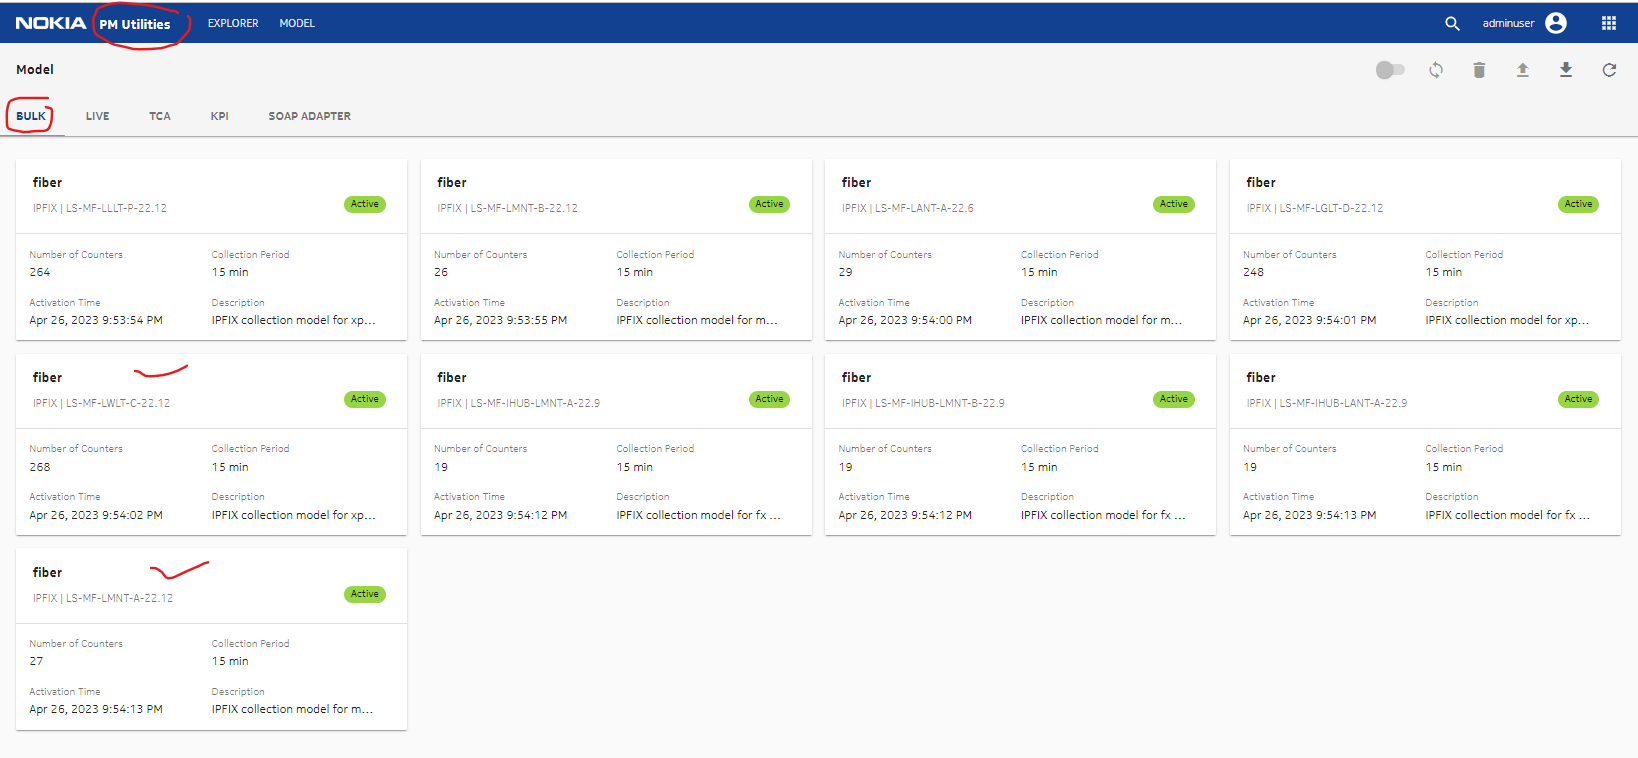 NOKIA PM Utilities EXPLORER MODEL adminuser
Model
BULK LIVE TCA KPI SOAP ADAPTER
fiber
IPFIX | LS-MF-LLLT-P-22.12 Active
Number of Counters Collection Period
264 15 min
Activation Time Description
Apr 26, 2023 9:53:54 PM IPFIX collection model for xp...
fiber
IPFIX | LS-MF-LMNT-B-22.12 Active
Number of Counters Collection Period
26 15 min
Activation Time Description
Apr 26, 2023 9:53:55 PM IPFIX collection model for m...
fiber
IPFIX | LS-MF-LANT-A-22.6 Active
Number of Counters Collection Period
29 15 min
Activation Time Description
Apr 26, 2023 9:54:00 PM IPFIX collection model for m...
fiber
IPFIX | LS-MF-LGLT-D-22.12 Active
Number of Counters Collection Period
248 15 min
Activation Time Description
Apr 26, 2023 9:54:01 PM IPFIX collection model for xp...
fiber
IPFIX | LS-MF-LWLT-C-22.12 Active
Number of Counters Collection Period
268 15 min
Activation Time Description
Apr 26, 2023 9:54:02 PM IPFIX collection model for xp...
fiber
IPFIX | LS-MF-IHUB-LMNT-A-22.9 Active
Number of Counters Collection Period
19 15 min
Activation Time Description
Apr 26, 2023 9:54:12 PM IPFIX collection model for fx ...
fiber
IPFIX | LS-MF-IHUB-LMNT-B-22.9 Active
Number of Counters Collection Period
19 15 min
Activation Time Description
Apr 26, 2023 9:54:12 PM IPFIX collection model for fx ...
fiber
IPFIX | LS-MF-IHUB-LANT-A-22.9 Active
Number of Counters Collection Period
19 15 min
Activation Time Description
Apr 26, 2023 9:54:13 PM IPFIX collection model for fx ...
fiber
IPFIX | LS-MF-LMNT-A-22.12 Active
Number of Counters Collection Period
27 15 min
Activation Time Description
Apr 26, 2023 9:54:13 PM IPFIX collection model for m...